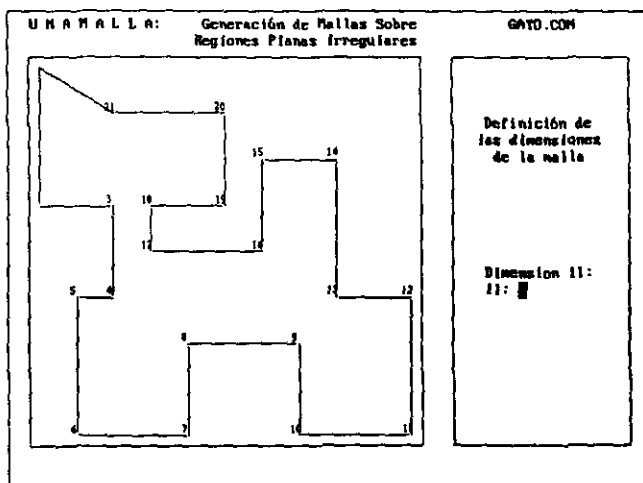 U N A M A L L A: Generación de Mallas Sobre GATO.COM
Regiones Planas Irregulares
21 20
15 14
3 18 19
17 16
5 4 13 12
8 9
6 7 10 11
Definición de
las dimensiones
de la malla
Dimension 11:
11: